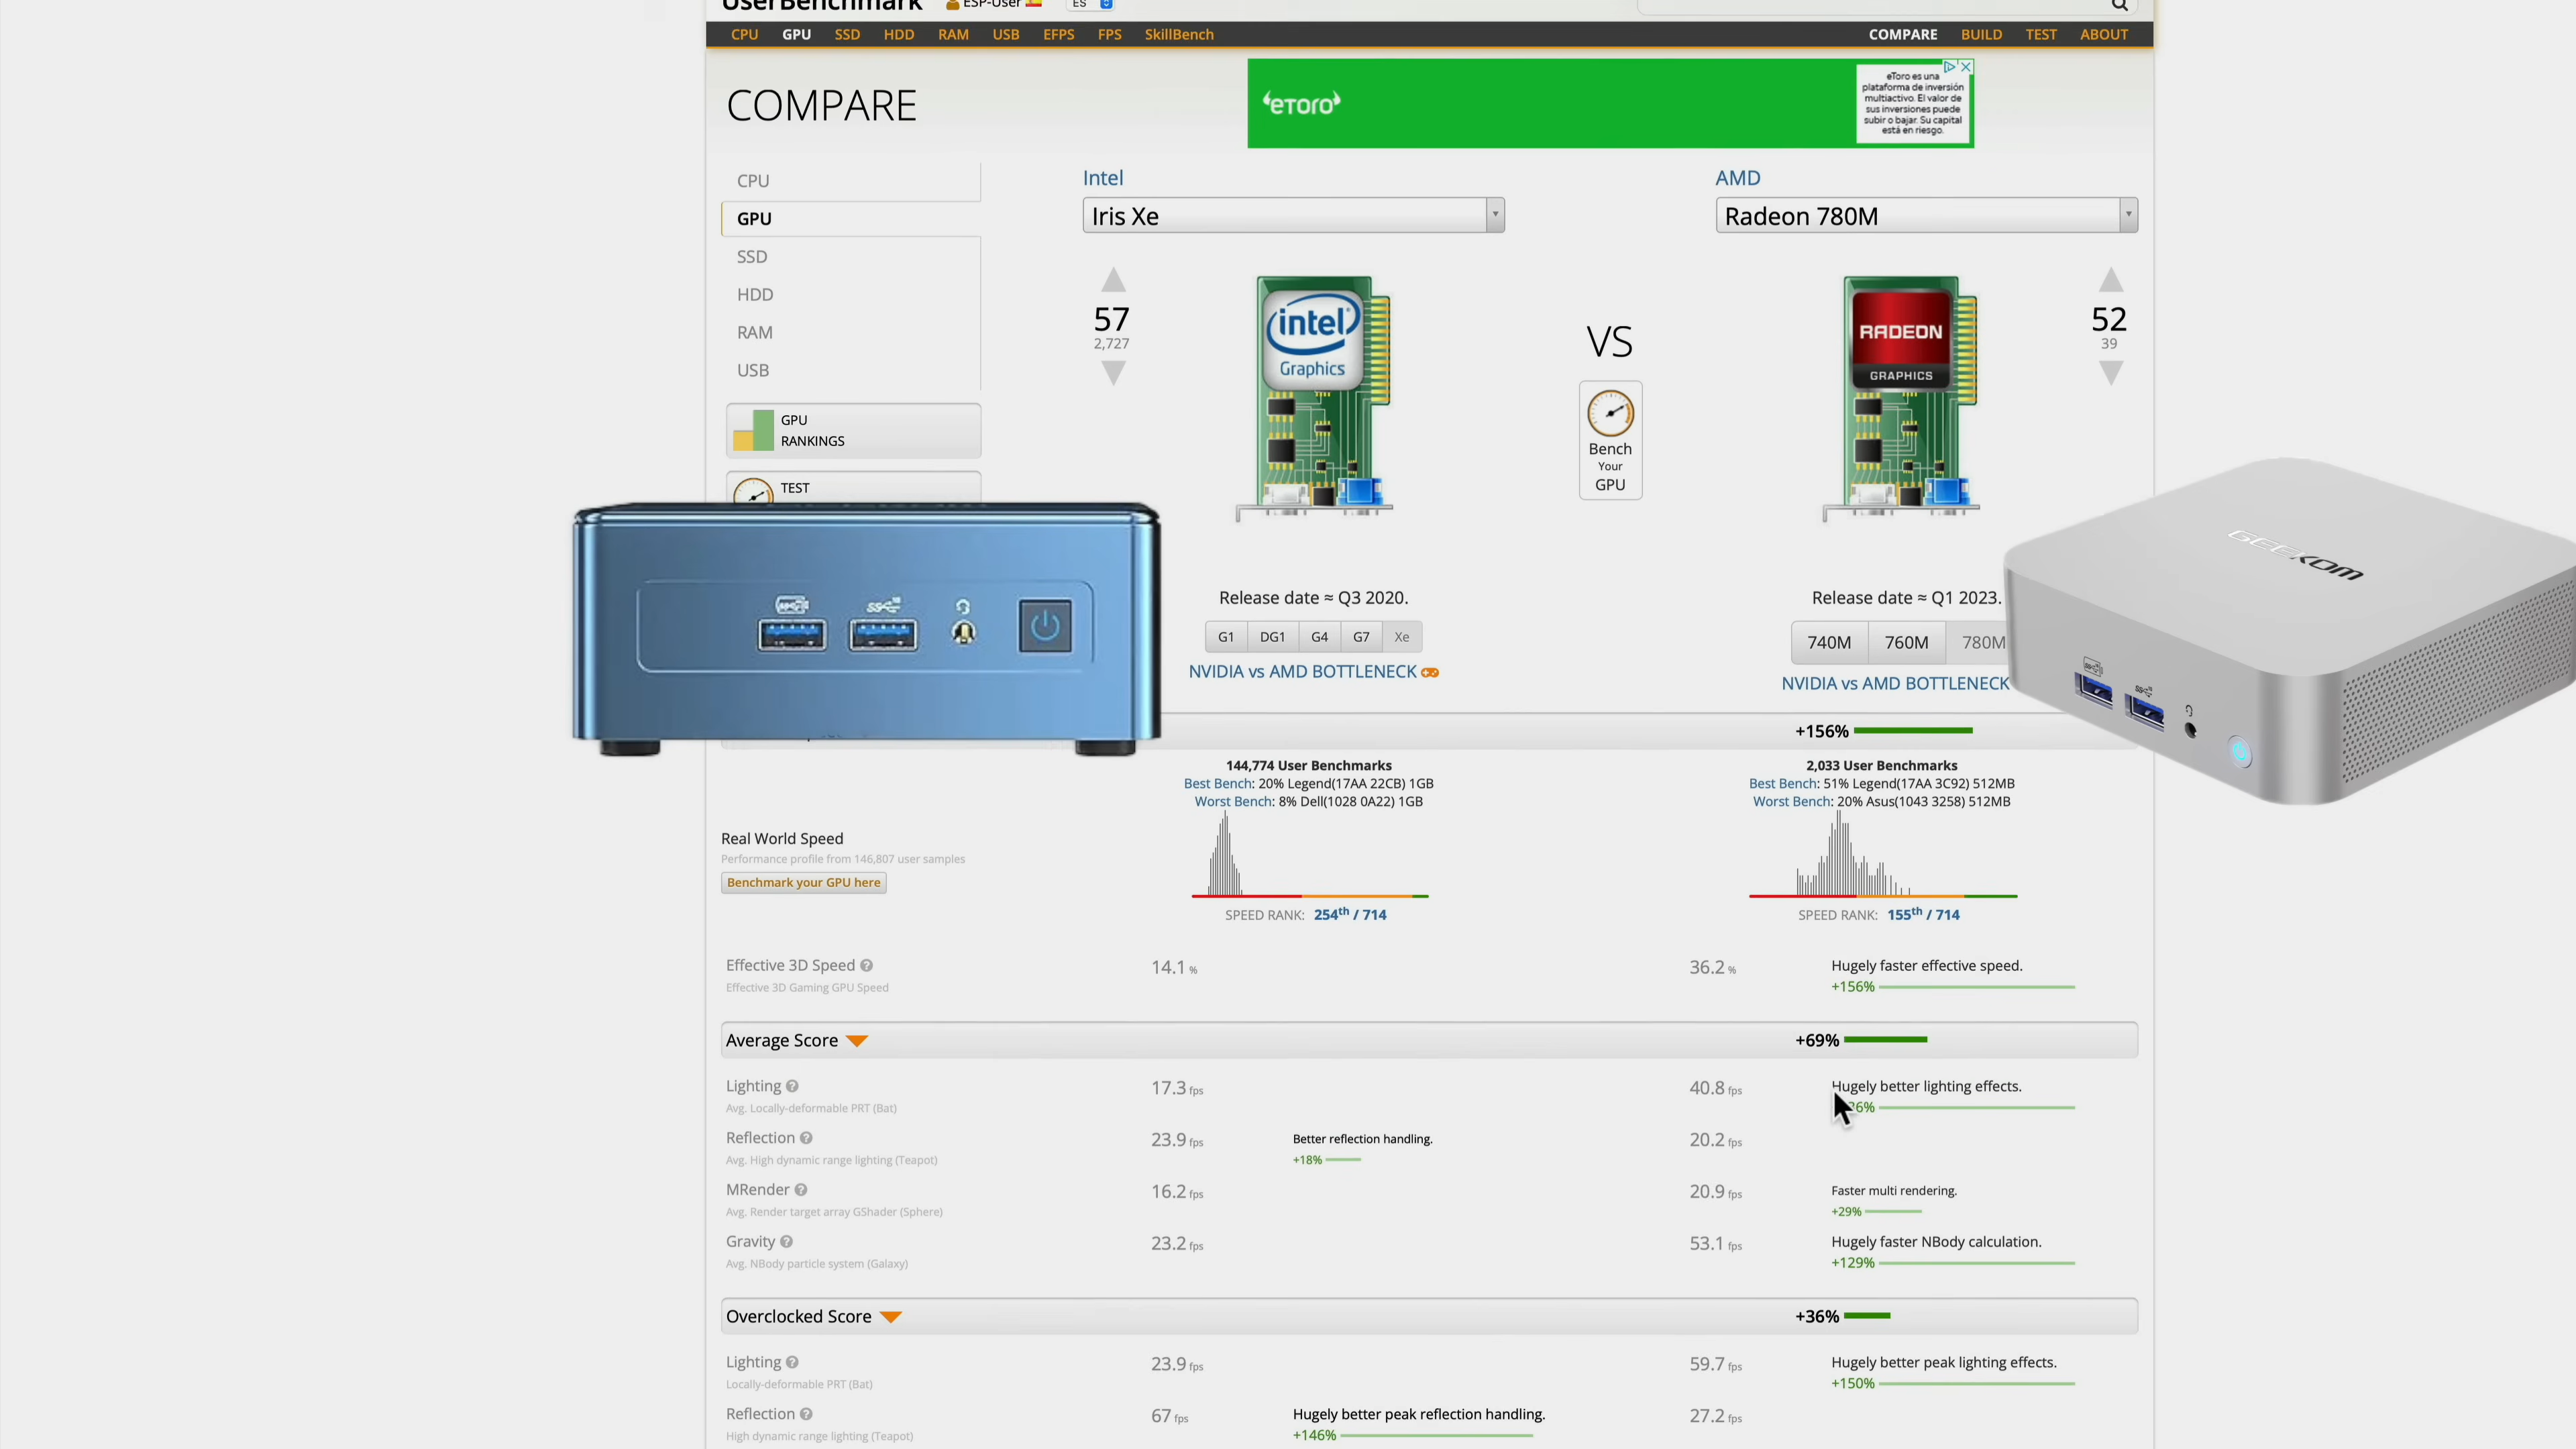 UserBenchmark ESP-User ES
CPU GPU SSD HDD RAM USB EFPS FPS SkillBench COMPARE BUILD TEST ABOUT
COMPARE
eToro
eToro es una
plataforma de inversión
multiactivo. El valor de
sus inversiones puede
subir o bajar. Su capital
está en riesgo.
CPU
GPU
SSD
HDD
RAM
USB
GPU
RANKINGS
TEST
Intel
Iris Xe
AMD
Radeon 780M
57
2,727
intel
Graphics
VS
Bench
Your
GPU
RADEON
GRAPHICS
52
39
GEEKOM
Release date ≈ Q3 2020.
G1 DG1 G4 G7 Xe
NVIDIA vs AMD BOTTLENECK
Release date ≈ Q1 2023.
740M 760M 780M
NVIDIA vs AMD BOTTLENECK
+156%
144,774 User Benchmarks
Best Bench: 20% Legend(17AA 22CB) 1GB
Worst Bench: 8% Dell(1028 0A22) 1GB
2,033 User Benchmarks
Best Bench: 51% Legend(17AA 3C92) 512MB
Worst Bench: 20% Asus(1043 3258) 512MB
Real World Speed
Performance profile from 146,807 user samples
Benchmark your GPU here
SPEED RANK: 254th / 714
SPEED RANK: 155th / 714
Effective 3D Speed 14.1 % 36.2 % Hugely faster effective speed.
Effective 3D Gaming GPU Speed +156%
Average Score +69%
Lighting 17.3 fps 40.8 fps Hugely better lighting effects.
Avg. Locally-deformable PRT (Bat)
Reflection 23.9 fps Better reflection handling. 20.2 fps
Avg. High dynamic range lighting (Teapot) +18%
MRender 16.2 fps 20.9 fps Faster multi rendering.
Avg. Render target array GShader (Sphere) +29%
Gravity 23.2 fps 53.1 fps Hugely faster NBody calculation.
Avg. NBody particle system (Galaxy) +129%
Overclocked Score +36%
Lighting 23.9 fps 59.7 fps Hugely better peak lighting effects.
Locally-deformable PRT (Bat) +150%
Reflection 67 fps Hugely better peak reflection handling. 27.2 fps
High dynamic range lighting (Teapot) +146%